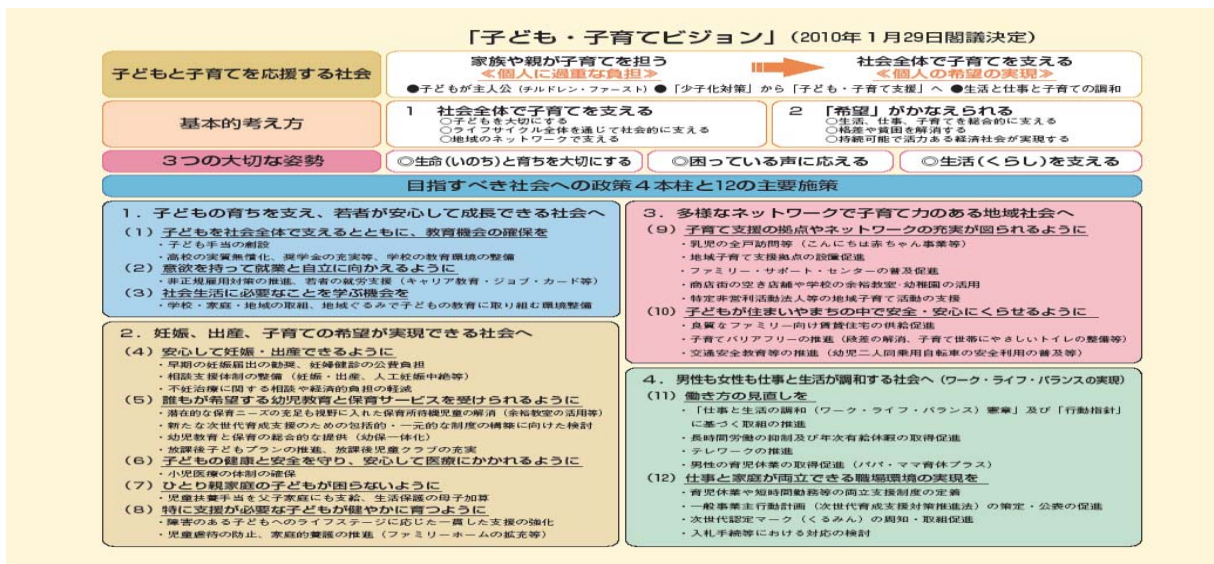 「子ども・子育てビジョン」(2010年1月29日閣議決定)
子どもと子育てを応援する社会
家族や親が子育てを担う
≪個人に過重な負担≫
社会全体で子育てを支える
≪個人の希望の実現≫
●子どもが主人公(チルドレン・ファースト)●「少子化対策」から「子ども・子育て支援」へ ●生活と仕事と子育ての調和
基本的考え方
1 社会全体で子育てを支える
○子どもを大切にする
○ライフサイクル全体を通じて社会的に支える
○地域のネットワークで支える
2 「希望」がかなえられる
○生活、仕事、子育てを総合的に支える
○格差や貧困を解消する
○持続可能で活力ある経済社会が実現する
3つの大切な姿勢
◎生命(いのち)と育ちを大切にする
◎困っている声に応える
◎生活(くらし)を支える
目指すべき社会への政策4本柱と12の主要施策
1.子どもの育ちを支え、若者が安心して成長できる社会へ
(1)子どもを社会全体で支えるとともに、教育機会の確保を
・子ども手当の創設
・高校の実質無償化、奨学金の充実等、学校の教育環境の整備
(2)意欲を持って就業と自立に向かえるように
・非正規雇用対策の推進、若者の就労支援(キャリア教育・ジョブ・カード等)
(3)社会生活に必要なことを学ぶ機会を
・学校・家庭・地域の取組、地域ぐるみで子どもの教育に取り組む環境整備
2.妊娠、出産、子育ての希望が実現できる社会へ
(4)安心して妊娠・出産できるように
・早期の妊娠届出の勧奨、妊婦健診の公費負担
・相談支援体制の整備(妊娠・出産、人工妊娠中絶等)
・不妊治療に関する相談や経済的負担の軽減
(5)誰もが希望する幼児教育と保育サービスを受けられるように
・潜在的な保育ニーズの充足も視野に入れた保育所待機児童の解消(余裕教室の活用等)
・新たな次世代育成支援のための包括的・一元的な制度の構築に向けた検討
・幼児教育と保育の総合的な提供(幼保一体化)
・放課後子どもプランの推進、放課後児童クラブの充実
(6)子どもの健康と安全を守り、安心して医療にかかれるように
・小児医療の体制の確保
(7)ひとり親家庭の子どもが困らないように
・児童扶養手当を父子家庭にも支給、生活保護の母子加算
(8)特に支援が必要な子どもが健やかに育つように
・障害のある子どもへのライフステージに応じた一貫した支援の強化
・児童虐待の防止、家庭的養護の推進(ファミリーホームの拡充等)
3.多様なネットワークで子育て力のある地域社会へ
(9)子育て支援の拠点やネットワークの充実が図られるように
・乳児の全戸訪問等(こんにちは赤ちゃん事業等)
・地域子育て支援拠点の設置促進
・ファミリー・サポート・センターの普及促進
・商店街の空き店舗や学校の余裕教室・幼稚園の活用
・特定非営利活動法人等の地域子育て活動の支援
(10)子どもが住まいやまちの中で安全・安心にくらせるように
・良質なファミリー向け賃貸住宅の供給促進
・子育てバリアフリーの推進(段差の解消、子育て世帯にやさしいトイレの整備等)
・交通安全教育等の推進(幼児二人同乗用自転車の安全利用の普及等)
4.男性も女性も仕事と生活が調和する社会へ(ワーク・ライフ・バランスの実現)
(11)働き方の見直しを
・「仕事と生活の調和(ワーク・ライフ・バランス)憲章」及び「行動指針」
に基づく取組の推進
・長時間労働の抑制及び年次有給休暇の取得促進
・テレワークの推進
・男性の育児休業の取得促進(パパ・ママ育休プラス)
(12)仕事と家庭が両立できる職場環境の実現を
・育児休業や短時間勤務等の両立支援制度の定着
・一般事業主行動計画(次世代育成支援対策推進法)の策定・公表の促進
・次世代認定マーク(くるみん)の周知・取組促進
・入札手続等における対応の検討